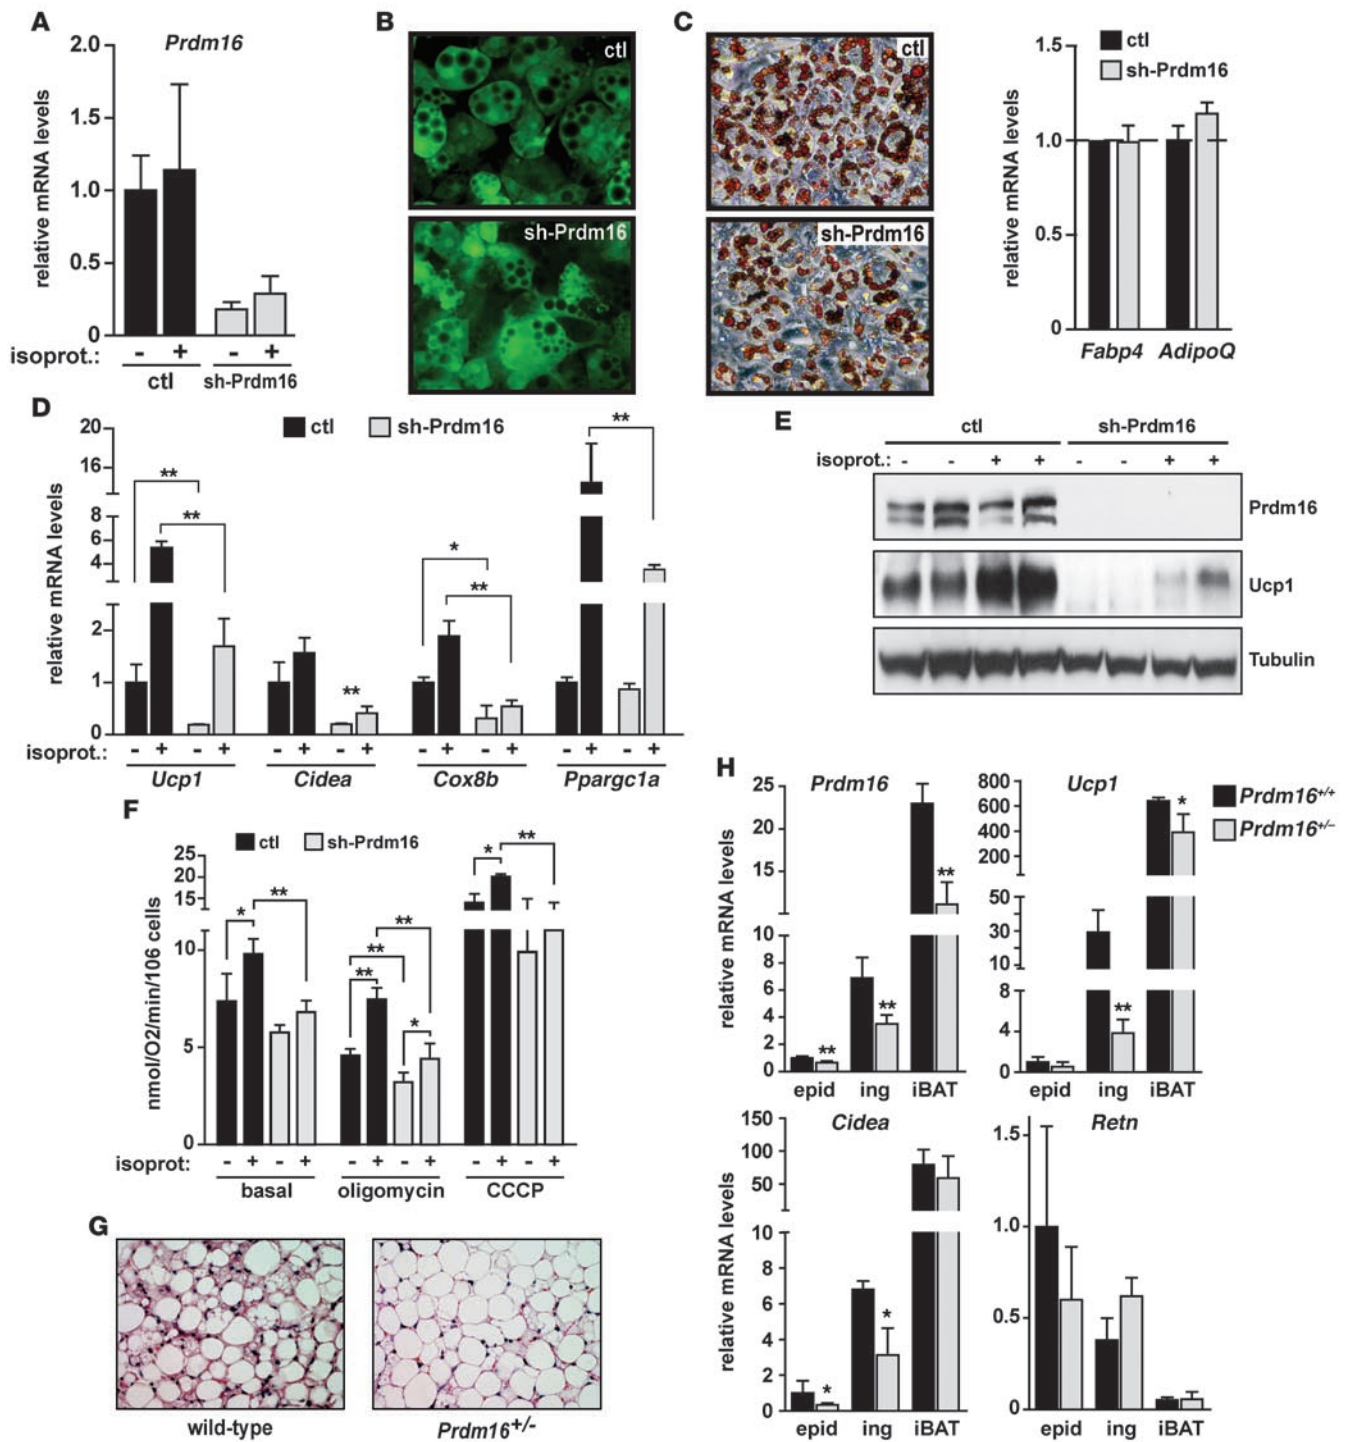 A
Prdm16
relative mRNA levels
2.0
1.5
1.0
0.5
0
isoprot.: - + - +
ctl sh-Prdm16
B
ctl
sh-Prdm16
C
ctl
sh-Prdm16
ctl
sh-Prdm16
relative mRNA levels
1.5
1.0
0.5
0
Fabp4 AdipoQ
D
ctl sh-Prdm16
relative mRNA levels
20
16
8
6
4
2
1
0
** ** ** * ** **
isoprot.: - + - + - + - + - + - + - + - +
Ucp1 Cidea Cox8b Ppargc1a
E
ctl sh-Prdm16
isoprot.: - - + + - - + +
Prdm16
Ucp1
Tubulin
F
ctl sh-Prdm16
nmol/O2/min/106 cells
25
20
15
10
5
0
* ** ** ** ** * * **
isoprot: - + - + - + - + - + - +
basal oligomycin CCCP
G
wild-type Prdm16+/-
H
Prdm16
relative mRNA levels
25
20
15
10
8
6
4
2
0
** ** **
epid ing iBAT
Ucp1
800
600
400
200
50
30
10
8
4
0
** *
epid ing iBAT
Prdm16+/+
Prdm16+/–
Cidea
relative mRNA levels
150
100
50
10
8
6
4
2
0
* *
epid ing iBAT
Retn
1.5
1.0
0.5
0
epid ing iBAT